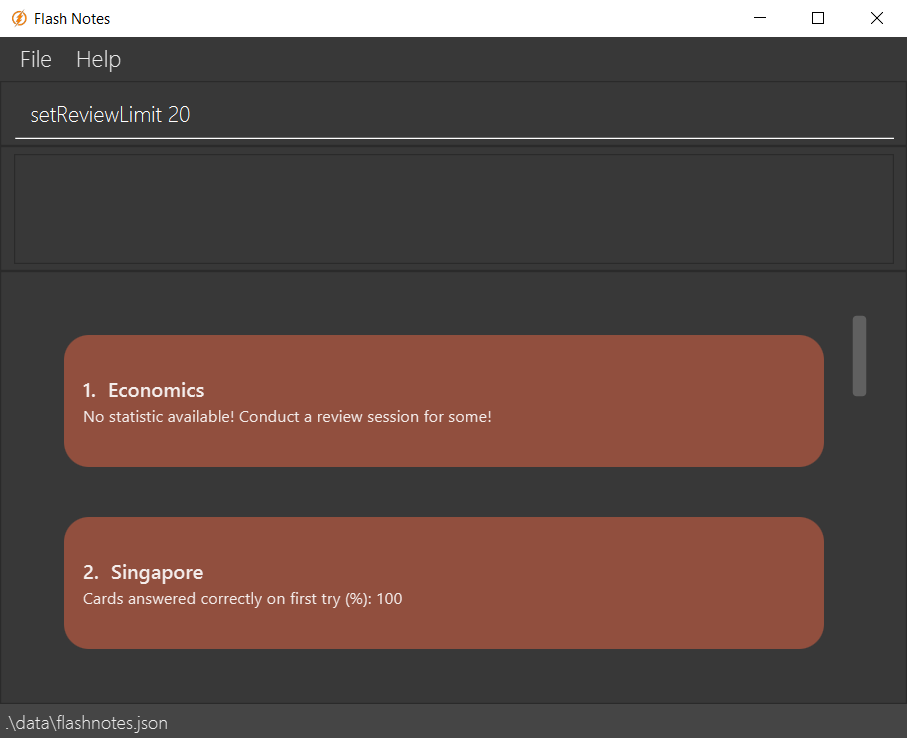 Flash Notes
File Help
setReviewLimit 20
1. Economics
No statistic available! Conduct a review session for some!
2. Singapore
Cards answered correctly on first try (%): 100
.\data\flashnotes.json